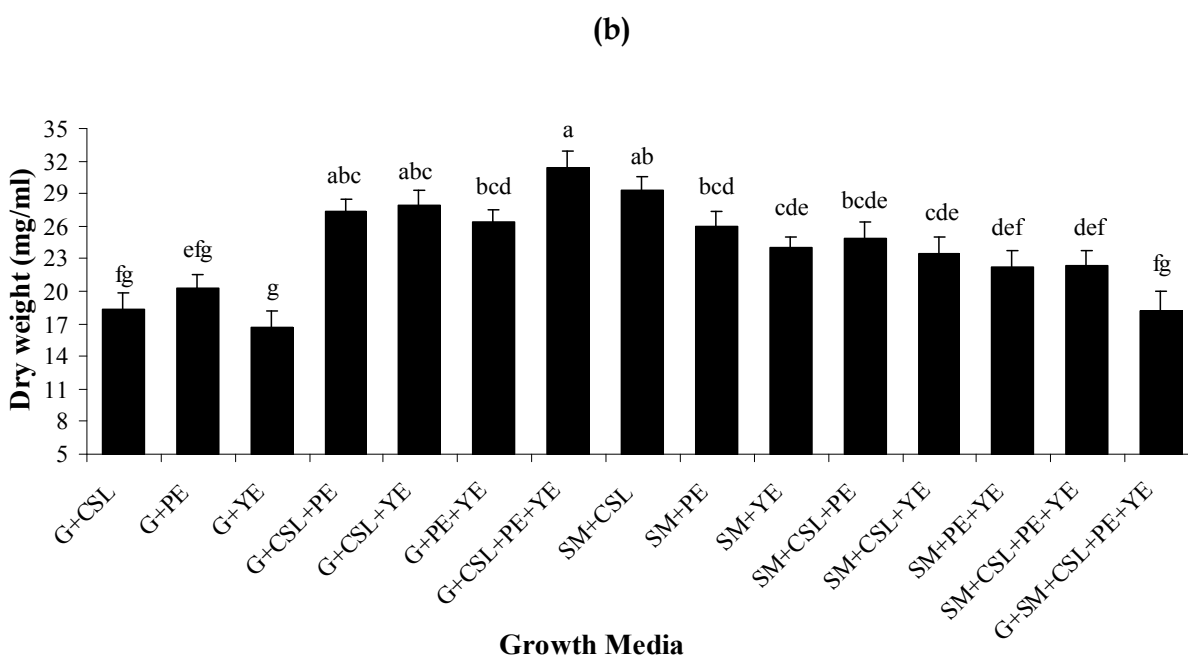 (b)
Dry weight (mg/ml)
35
32
29
26
23
20
17
14
11
8
5
fg
efg
g
abc
abc
bcd
a
ab
bcd
cde
bcde
cde
def
def
fg
G+CSL
G+PE
G+YE
G+CSL+PE
G+CSL+YE
G+PE+YE
G+CSL+PE+YE
SM+CSL
SM+PE
SM+YE
SM+CSL+PE
SM+CSL+YE
SM+PE+YE
SM+CSL+PE+YE
G+SM+CSL+PE+YE
Growth Media